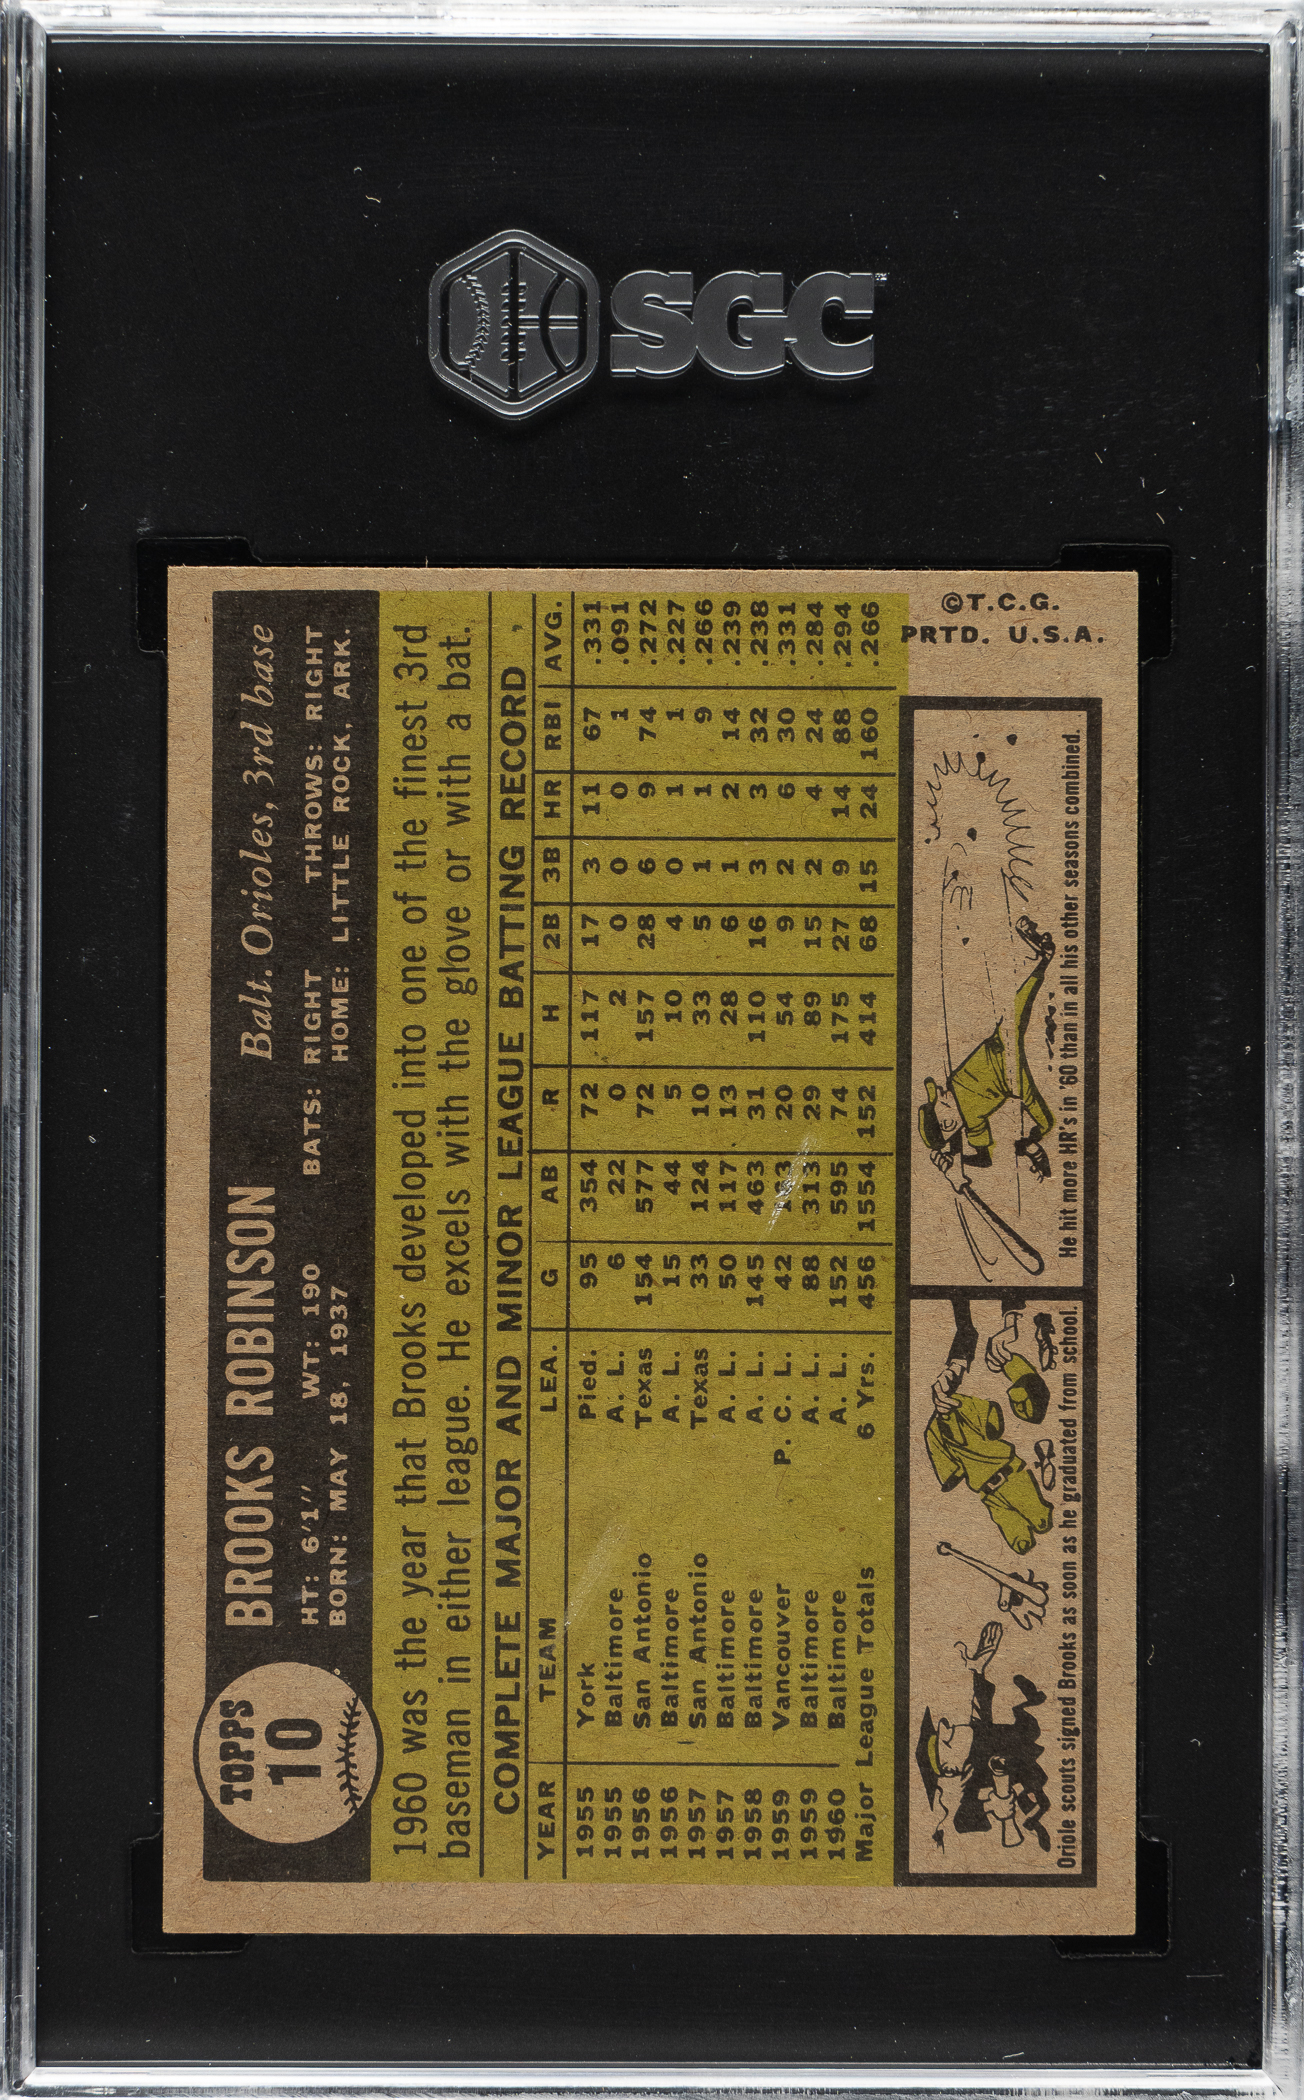 SGC
TOPPS
10
BROOKS ROBINSON Balt. Orioles, 3rd base
HT: 6'1'' WT: 190 BATS: RIGHT THROWS: RIGHT
BORN: MAY 18, 1937 HOME: LITTLE ROCK, ARK.
1960 was the year that Brooks developed into one of the finest 3rd
baseman in either league. He excels with the glove or with a bat.
COMPLETE MAJOR AND MINOR LEAGUE BATTING RECORD
YEAR TEAM LEA. G AB R H 2B 3B HR RBI AVG.
1955 York Pied. 95 354 72 117 17 3 11 67 .331
1955 Baltimore A. L. 6 22 0 2 0 0 0 1 .091
1956 San Antonio Texas 154 577 72 157 28 6 9 74 .272
1956 Baltimore A. L. 15 44 5 10 4 0 1 1 .227
1957 San Antonio Texas 33 124 10 33 5 1 1 9 .266
1957 Baltimore A. L. 50 117 13 28 6 1 2 14 .239
1958 Baltimore A. L. 145 463 31 110 16 3 3 32 .238
1959 Vancouver P. C. L. 42 163 20 54 9 2 6 30 .331
1959 Baltimore A. L. 88 313 29 89 15 2 4 24 .284
1960 Baltimore A. L. 152 595 74 175 27 9 14 88 .294
Major League Totals 6 Yrs. 456 1554 152 414 68 15 24 160 .266
Oriole scouts signed Brooks as soon as he graduated from school.
He hit more HR's in '60 than in all his other seasons combined.
©T.C.G.
PRTD. U.S.A.